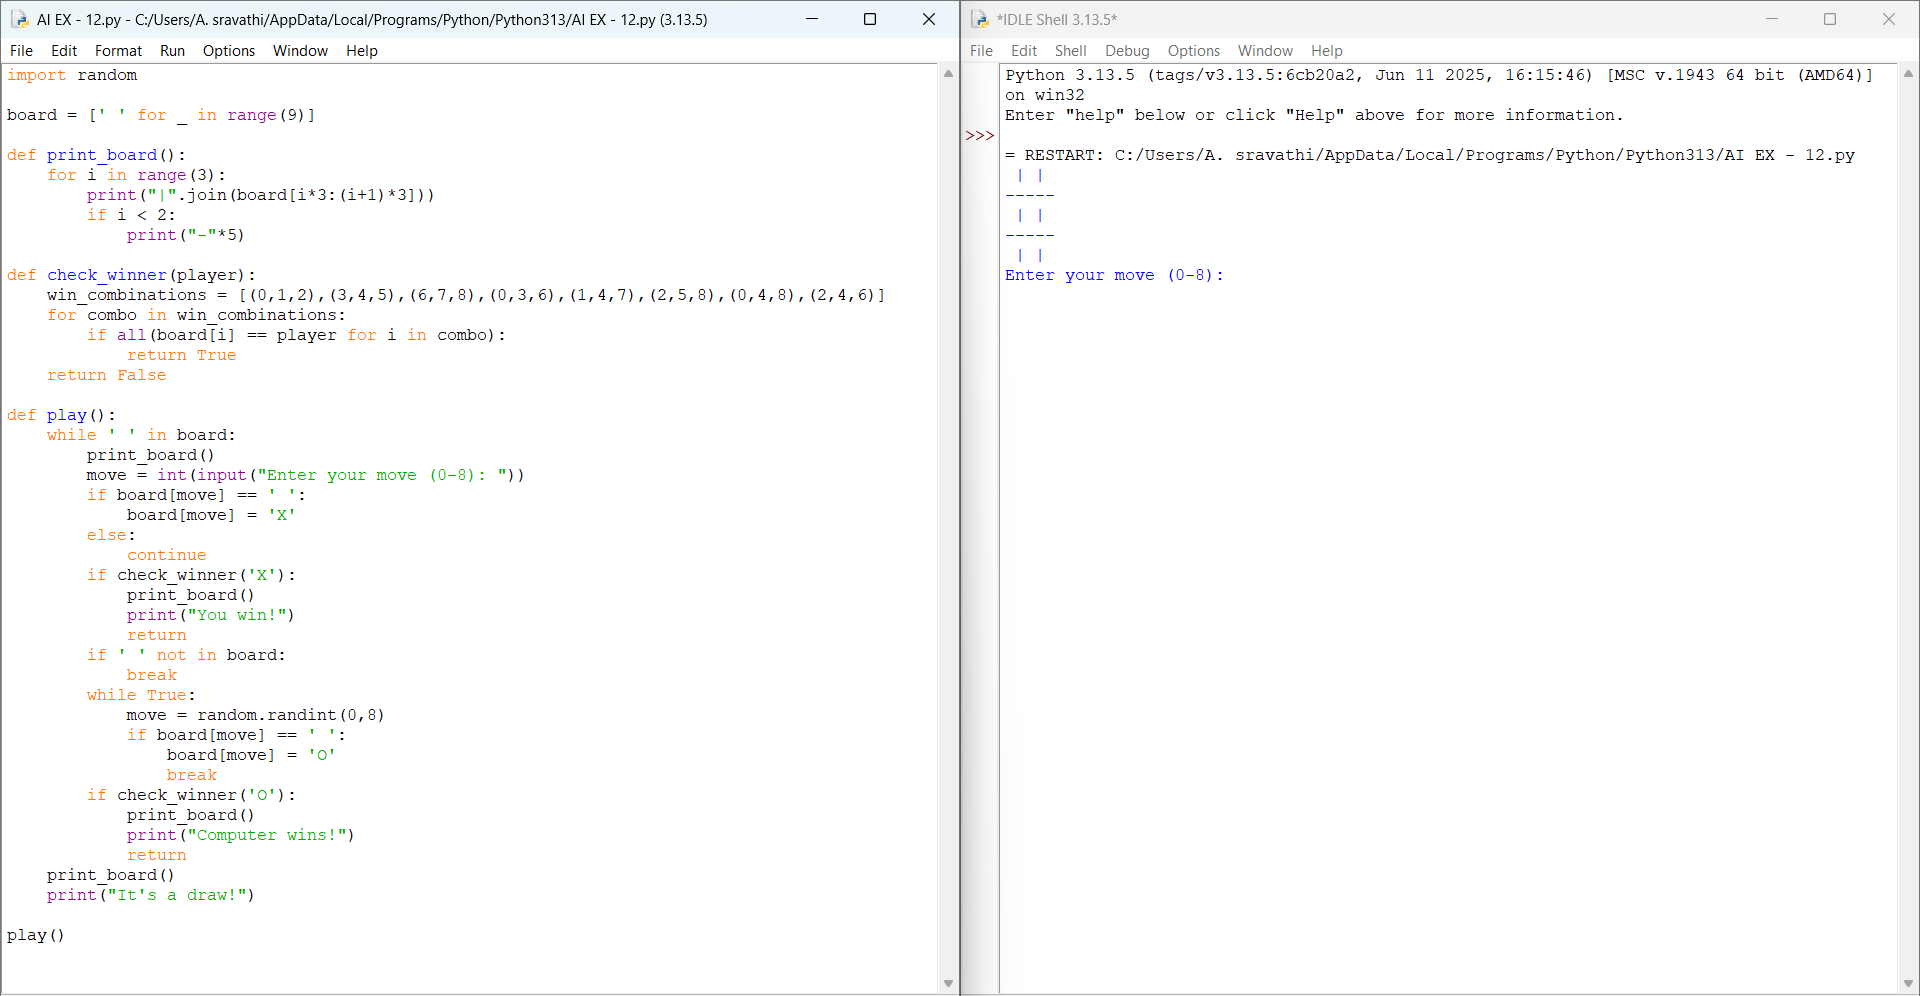 AI EX - 12.py - C:/Users/A. sravathi/AppData/Local/Programs/Python/Python313/AI EX - 12.py (3.13.5)
File Edit Format Run Options Window Help
import random

board = [' ' for _ in range(9)]

def print_board():
    for i in range(3):
        print("|".join(board[i*3:(i+1)*3]))
        if i < 2:
            print("-"*5)

def check_winner(player):
    win_combinations = [(0,1,2),(3,4,5),(6,7,8),(0,3,6),(1,4,7),(2,5,8),(0,4,8),(2,4,6)]
    for combo in win_combinations:
        if all(board[i] == player for i in combo):
            return True
    return False

def play():
    while ' ' in board:
        print_board()
        move = int(input("Enter your move (0-8): "))
        if board[move] == ' ':
            board[move] = 'X'
        else:
            continue
        if check_winner('X'):
            print_board()
            print("You win!")
            return
        if ' ' not in board:
            break
        while True:
            move = random.randint(0,8)
            if board[move] == ' ':
                board[move] = 'O'
                break
        if check_winner('O'):
            print_board()
            print("Computer wins!")
            return
    print_board()
    print("It's a draw!")

play()
*IDLE Shell 3.13.5*
File Edit Shell Debug Options Window Help
Python 3.13.5 (tags/v3.13.5:6cb20a2, Jun 11 2025, 16:15:46) [MSC v.1943 64 bit (AMD64)]
on win32
Enter "help" below or click "Help" above for more information.
>>>
= RESTART: C:/Users/A. sravathi/AppData/Local/Programs/Python/Python313/AI EX - 12.py
 | | 
-----
 | | 
-----
 | | 
Enter your move (0-8):